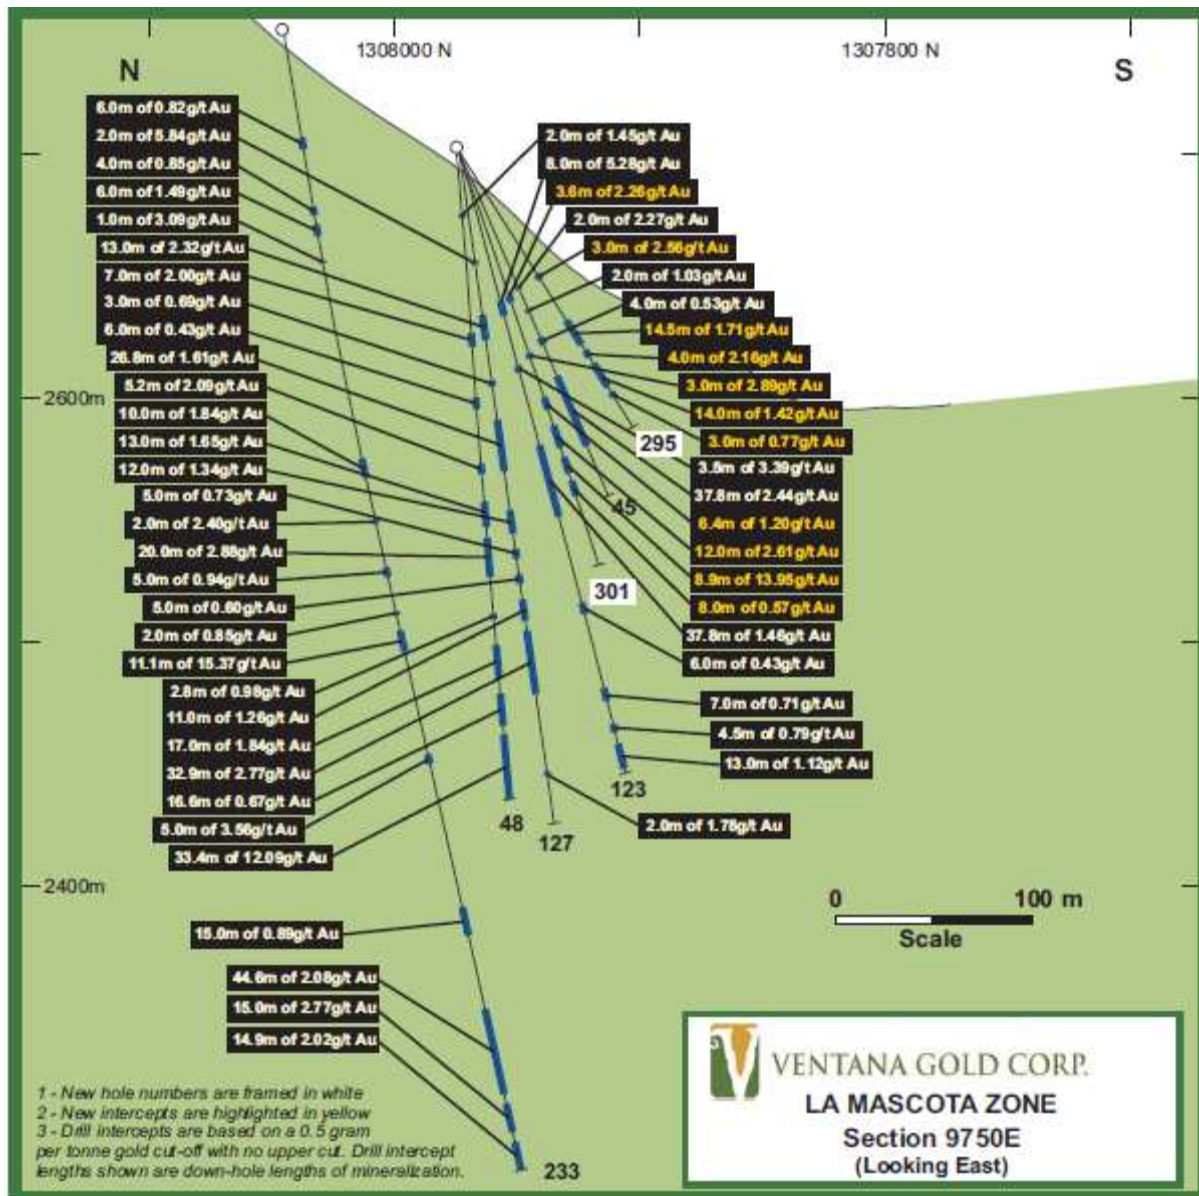 1308000 N
1307800 N
N
S
6.0m of 0.82g/t Au
2.0m of 5.84g/t Au
4.0m of 0.85g/t Au
6.0m of 1.49g/t Au
1.0m of 3.09g/t Au
13.0m of 2.32g/t Au
7.0m of 2.00g/t Au
3.0m of 0.69g/t Au
6.0m of 0.43g/t Au
26.8m of 1.61g/t Au
5.2m of 2.09g/t Au
10.0m of 1.84g/t Au
13.0m of 1.65g/t Au
12.0m of 1.34g/t Au
5.0m of 0.73g/t Au
2.0m of 2.40g/t Au
20.0m of 2.88g/t Au
5.0m of 0.94g/t Au
5.0m of 0.60g/t Au
2.0m of 0.85g/t Au
11.1m of 15.37g/t Au
2.8m of 0.98g/t Au
11.0m of 1.26g/t Au
17.0m of 1.84g/t Au
32.9m of 2.77g/t Au
16.6m of 0.67g/t Au
5.0m of 3.56g/t Au
33.4m of 12.09g/t Au
15.0m of 0.89g/t Au
44.6m of 2.08g/t Au
15.0m of 2.77g/t Au
14.9m of 2.02g/t Au
2.0m of 1.45g/t Au
8.0m of 5.28g/t Au
3.6m of 2.26g/t Au
2.0m of 2.27g/t Au
3.0m of 2.56g/t Au
2.0m of 1.03g/t Au
4.0m of 0.53g/t Au
14.5m of 1.71g/t Au
4.0m of 2.16g/t Au
3.0m of 2.89g/t Au
14.0m of 1.42g/t Au
3.0m of 0.77g/t Au
3.5m of 3.39g/t Au
37.8m of 2.44g/t Au
6.4m of 1.20g/t Au
12.0m of 2.61g/t Au
8.9m of 13.95g/t Au
8.0m of 0.57g/t Au
37.8m of 1.46g/t Au
6.0m of 0.43g/t Au
7.0m of 0.71g/t Au
4.5m of 0.79g/t Au
13.0m of 1.12g/t Au
2.0m of 1.78g/t Au
2600m
2400m
295
45
301
123
48
127
233
0 100 m
Scale
1 - New hole numbers are framed in white
2 - New intercepts are highlighted in yellow
3 - Drill intercepts are based on a 0.5 gram
per tonne gold cut-off with no upper cut. Drill intercept
lengths shown are down-hole lengths of mineralization.
VENTANA GOLD CORP.
LA MASCOTA ZONE
Section 9750E
(Looking East)